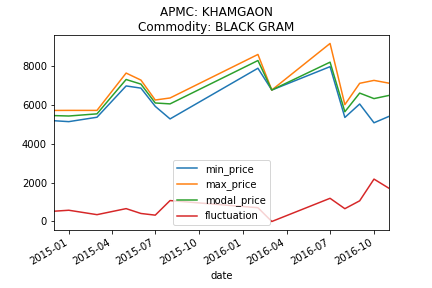 APMC: KHAMGAON
Commodity: BLACK GRAM
8000
6000
4000
2000
0
min_price
max_price
modal_price
fluctuation
2015-01
2015-04
2015-07
2015-10
2016-01
2016-04
2016-07
2016-10
date